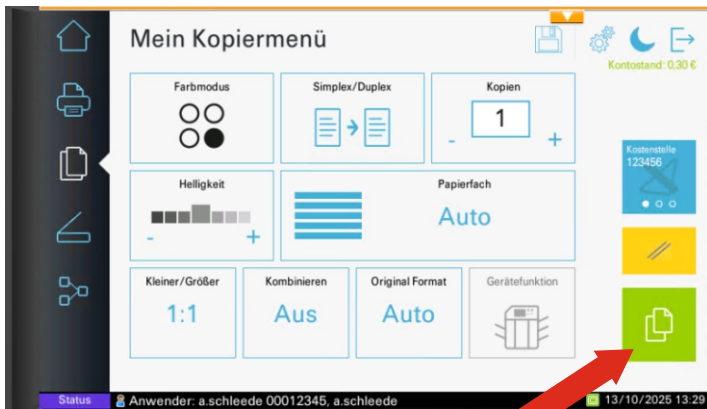 Mein Kopiermenü
Kontostand: 0,30 €
Farbmodus
Simplex/Duplex
Kopien
1
-
+
Kostenstelle
123456
Helligkeit
-
+
Papierfach
Auto
Kleiner/Größer
1:1
Kombinieren
Aus
Original Format
Auto
Gerätefunktion
Status
Anwender: a.schleede 00012345, a.schleede
13/10/2025 13:29